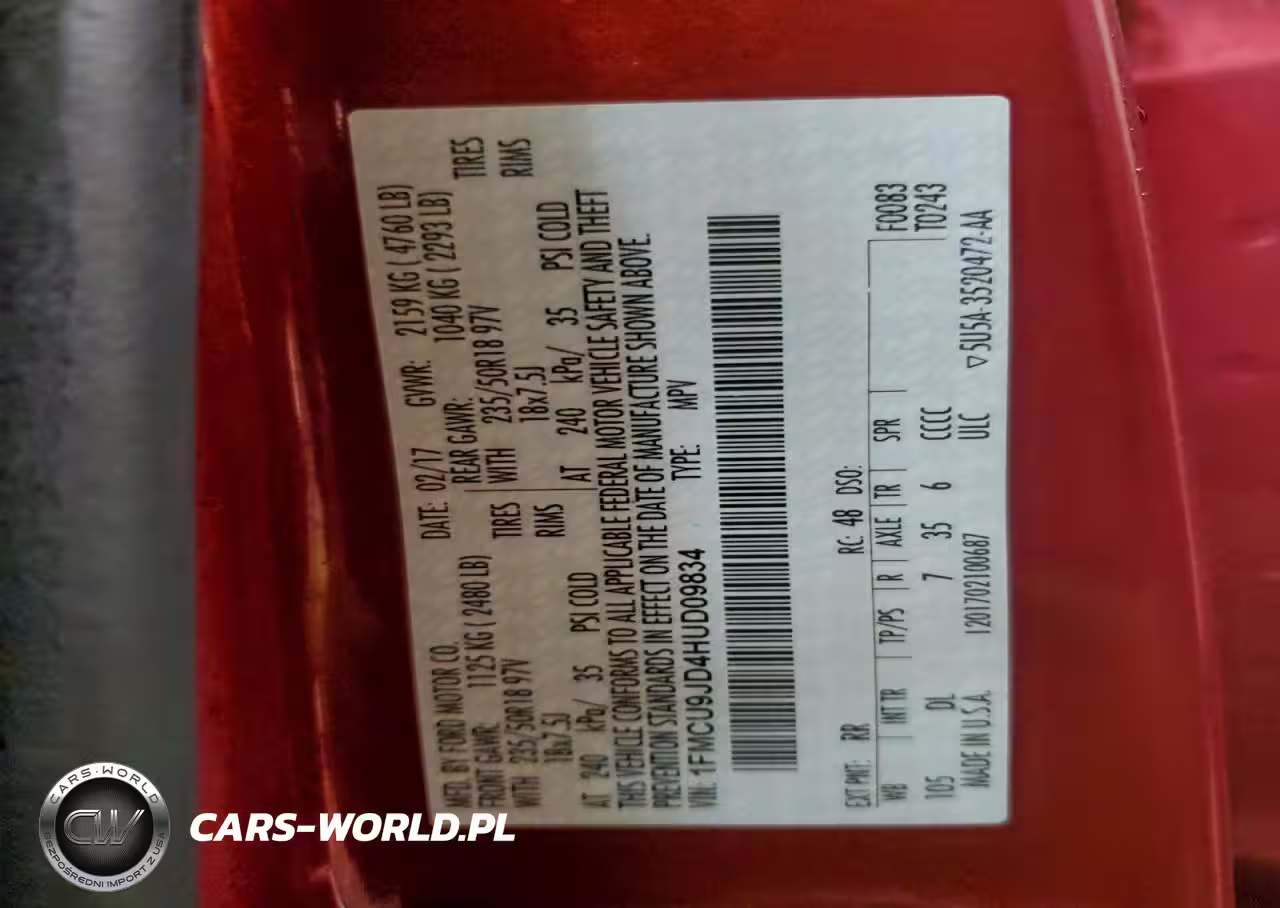 MFD. BY FORD MOTOR CO. DATE: 02/17 GVWR: 2159 KG ( 4760 LB)
FRONT GAWR: 1125 KG ( 2480 LB) REAR GAWR: 1040 KG ( 2293 LB)
WITH 235/50R18 97V TIRES WITH 235/50R18 97V TIRES
18x7.5J RIMS 18x7.5J RIMS
AT 240 kPa/ 35 PSI COLD AT 240 kPa/ 35 PSI COLD
THIS VEHICLE CONFORMS TO ALL APPLICABLE FEDERAL MOTOR VEHICLE SAFETY AND THEFT
PREVENTION STANDARDS IN EFFECT ON THE DATE OF MANUFACTURE SHOWN ABOVE.
VIN: 1FMCU9JD4HUD09834 TYPE: MPV
EXT PNT: RR RC: 48 DSO:
WB INT TR TP/PS R AXLE TR SPR F0083
105 DL 7 35 6 CCCC T0243
MADE IN U.S.A. 1201702100687 ULC
▽5U5A-3520472-AA
CARS-WORLD
CW
BEZPOŚREDNI IMPORT Z USA
CARS-WORLD.PL